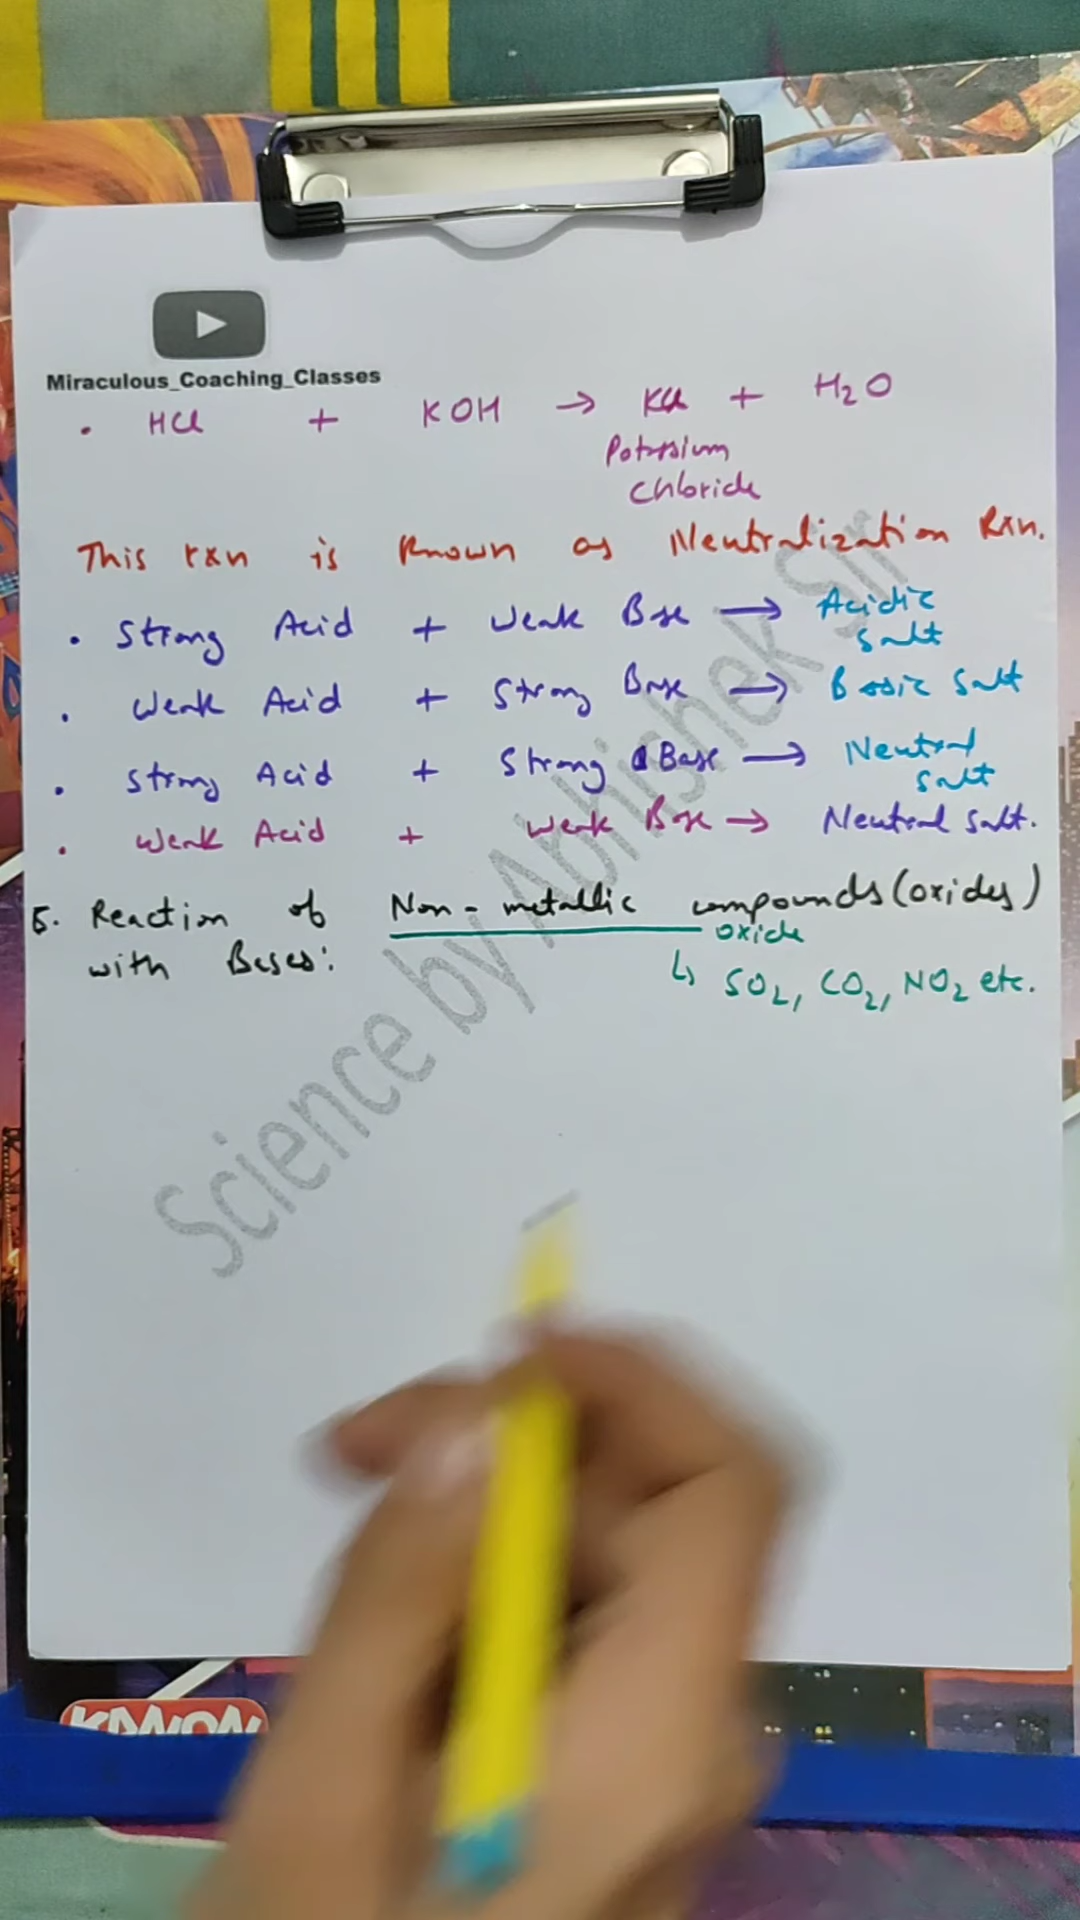 Miraculous_Coaching_Classes
• HCl + KOH → KCl + H2O
Potassium
Chloride
This rxn is known as Neutralization Rxn.
• Strong Acid + Weak Base → Acidic
Salt
• Weak Acid + Strong Base → Basic Salt
• Strong Acid + Strong Base → Neutral
Salt
• Weak Acid + Weak Base → Neutral Salt.
5. Reaction of Non-metallic compounds (oxides)
oxide
with Bases:
↳ SO2, CO2, NO2 etc.
Science by Abhishek Sir